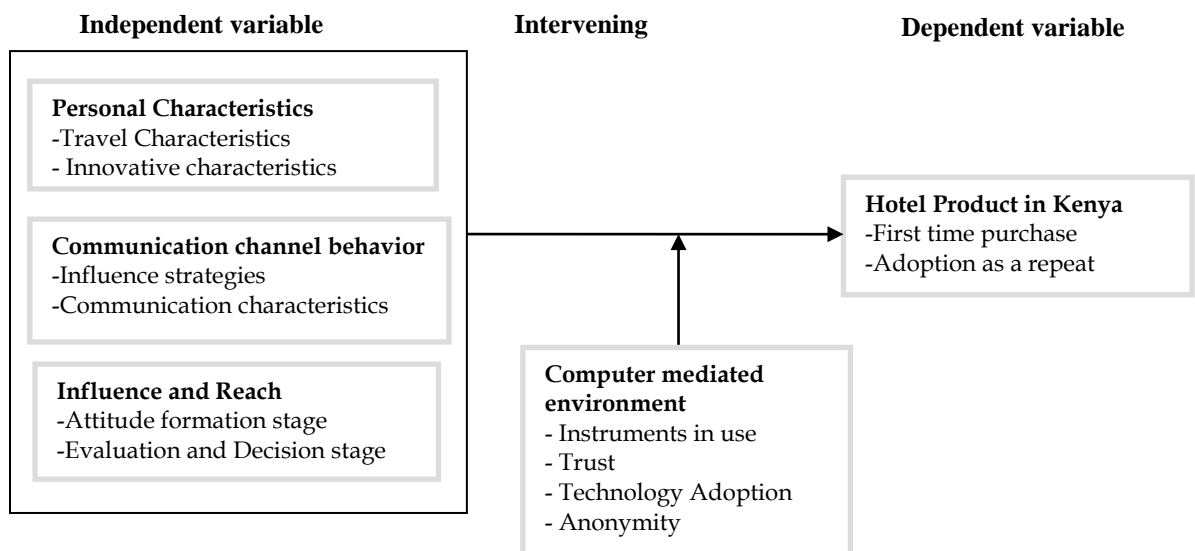 Independent variable
Intervening
Dependent variable
Personal Characteristics
-Travel Characteristics
- Innovative characteristics
Communication channel behavior
-Influence strategies
-Communication characteristics
Influence and Reach
-Attitude formation stage
-Evaluation and Decision stage
Computer mediated
environment
- Instruments in use
- Trust
- Technology Adoption
- Anonymity
Hotel Product in Kenya
-First time purchase
-Adoption as a repeat